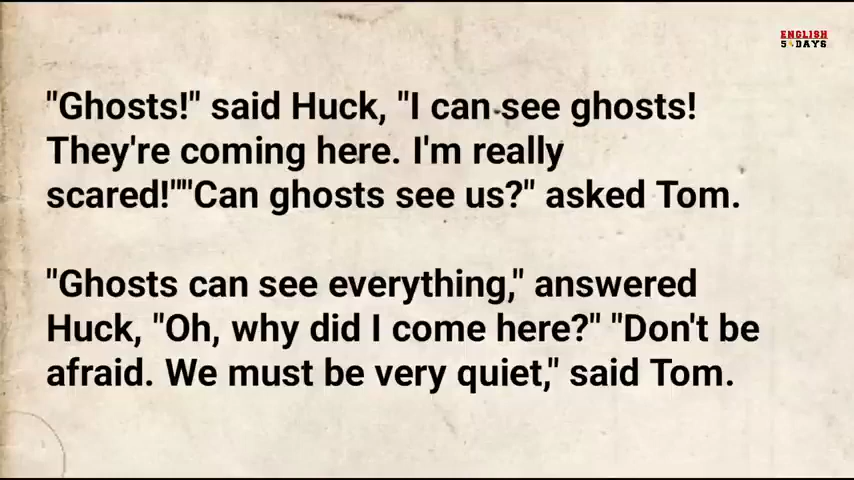 ENGLISH
5 DAYS
"Ghosts!" said Huck, "I can see ghosts!
They're coming here. I'm really
scared!""Can ghosts see us?" asked Tom.
"Ghosts can see everything," answered
Huck, "Oh, why did I come here?" "Don't be
afraid. We must be very quiet," said Tom.